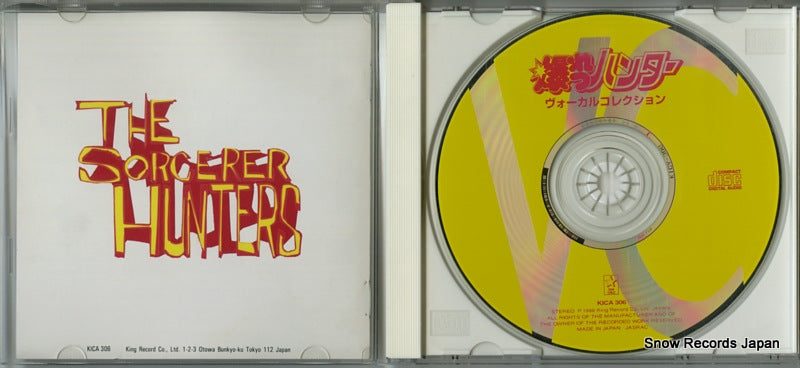 THE
SORCERER
HUNTERS
KICA 306 King Record Co., Ltd. 1-2-3 Otowa Bunkyo-ku Tokyo 112 Japan
爆れつハンター
ヴォーカルコレクション
COMPACT
disc
DIGITAL AUDIO
KICA 306
ALL RIGHTS OF THE MANUFACTURER AND OF
THE OWNER OF THE RECORDED WORK RESERVED
MADE IN JAPAN JASRAC
Snow Records Japan